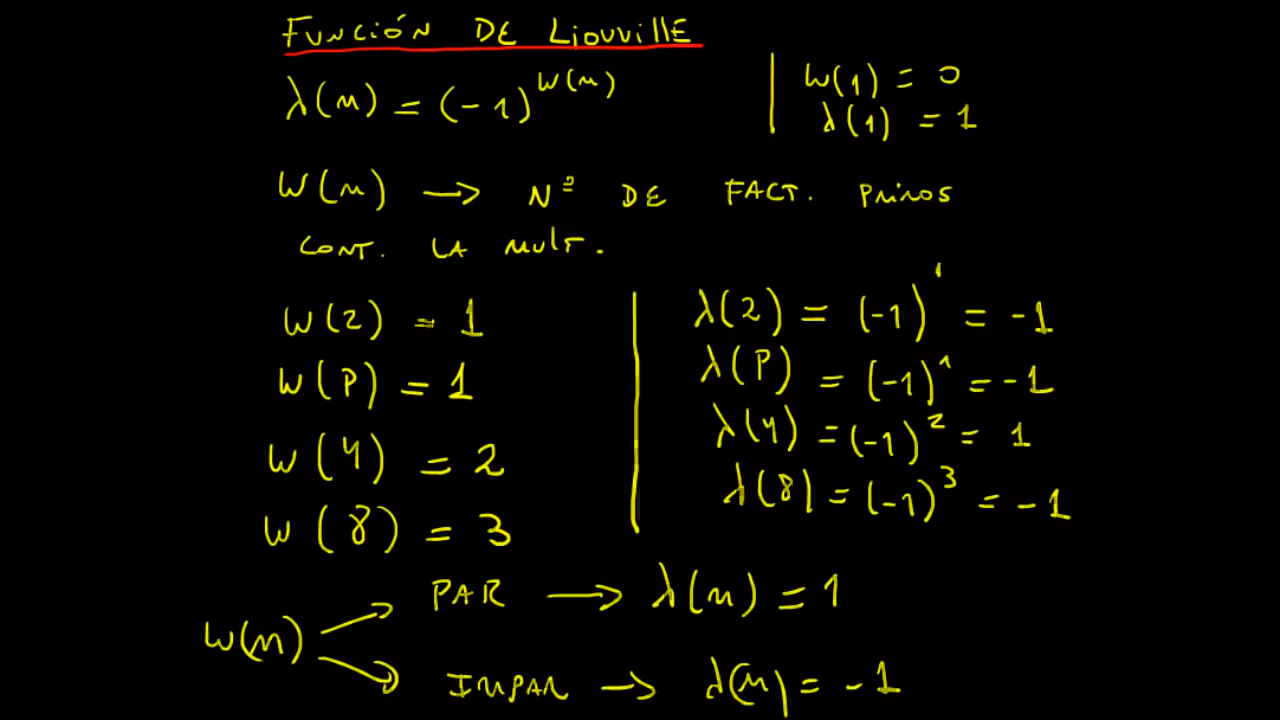 FUNCIÓN DE LIOUVILLE
λ(n) = (-1)^W(n)
W(1) = 0
λ(1) = 1
W(n) → Nº DE FACT. PRIMOS
CONT. LA MULT.
W(2) = 1
W(P) = 1
W(4) = 2
W(8) = 3
λ(2) = (-1)^1 = -1
λ(P) = (-1)^1 = -1
λ(4) = (-1)^2 = 1
λ(8) = (-1)^3 = -1
W(n)
PAR → λ(n) = 1
IMPAR → λ(n) = -1